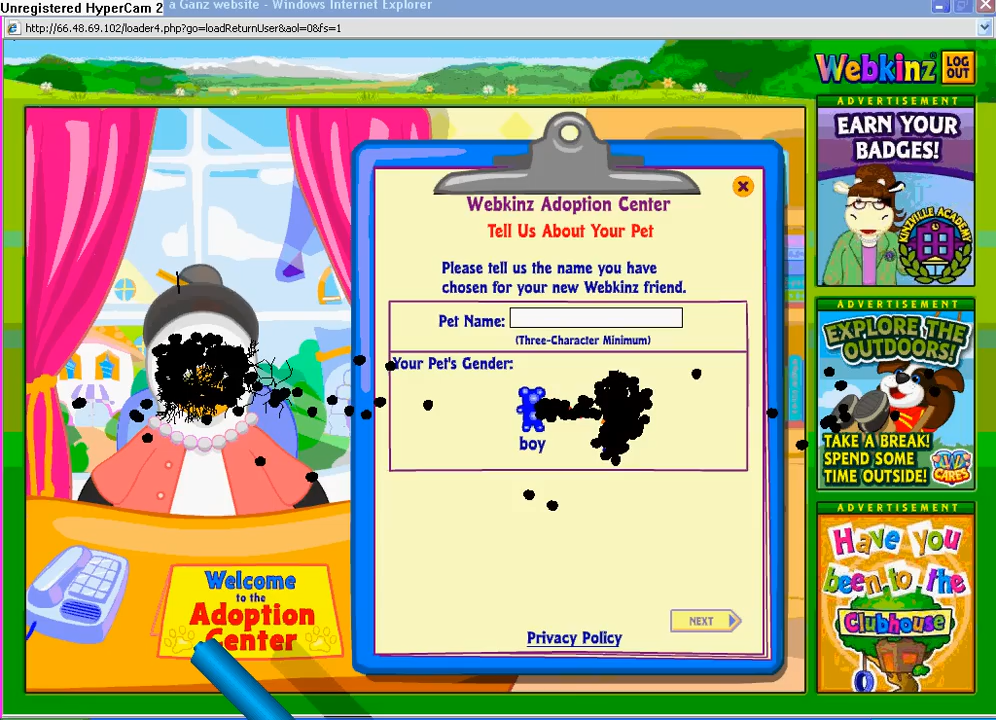 Unregistered HyperCam 2
a Ganz website - Windows Internet Explorer
http://66.48.69.102/loader4.php?go=loadReturnUser&aol=0&fs=1
Webkinz
LOG
OUT
ADVERTISEMENT
EARN YOUR
BADGES!
KINZVILLE ACADEMY
Webkinz Adoption Center
Tell Us About Your Pet
Please tell us the name you have
chosen for your new Webkinz friend.
Pet Name:
(Three-Character Minimum)
Your Pet's Gender:
boy
ADVERTISEMENT
EXPLORE THE
OUTDOORS!
TAKE A BREAK!
SPEND SOME
TIME OUTSIDE!
CARES
ADVERTISEMENT
Have you
been to the
Clubhouse
Welcome
to the
Adoption
Center
NEXT
Privacy Policy